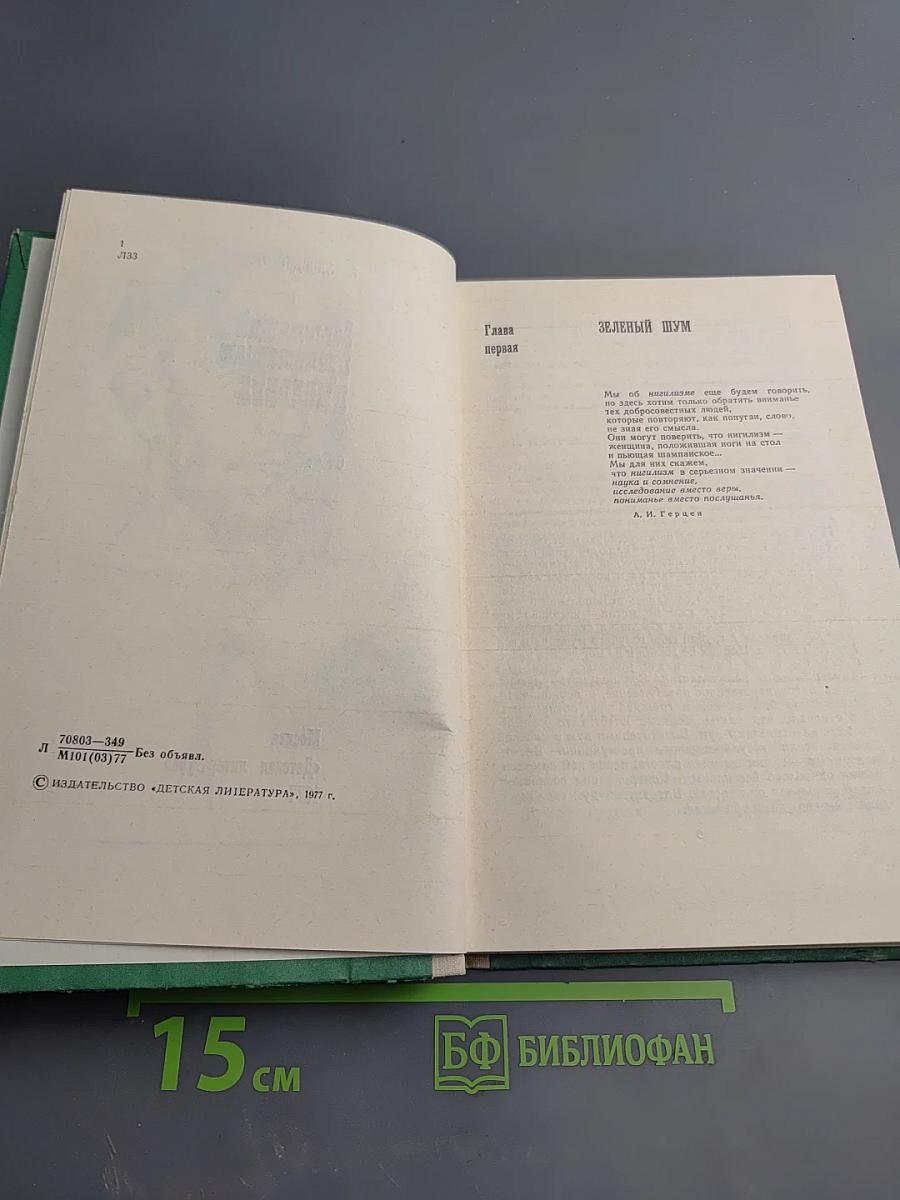 1
Л33
Л 70803—349
М101(03)77 Без объявл.
© ИЗДАТЕЛЬСТВО «ДЕТСКАЯ ЛИТЕРАТУРА», 1977 г.
Глава
первая
ЗЕЛЕНЫЙ ШУМ
Мы об нигилизме еще будем говорить,
но здесь хотим только обратить вниманье
тех добросовестных людей,
которые повторяют, как попугаи, слово,
не зная его смысла.
Они могут поверить, что нигилизм —
женщина, положившая ноги на стол
и пьющая шампанское...
Мы для них скажем,
что нигилизм в серьезном значении —
наука и сомнение,
исследование вместо веры,
пониманье вместо послушанья.
А. И. Герцен
15 см
БФ БИБЛИОФАН